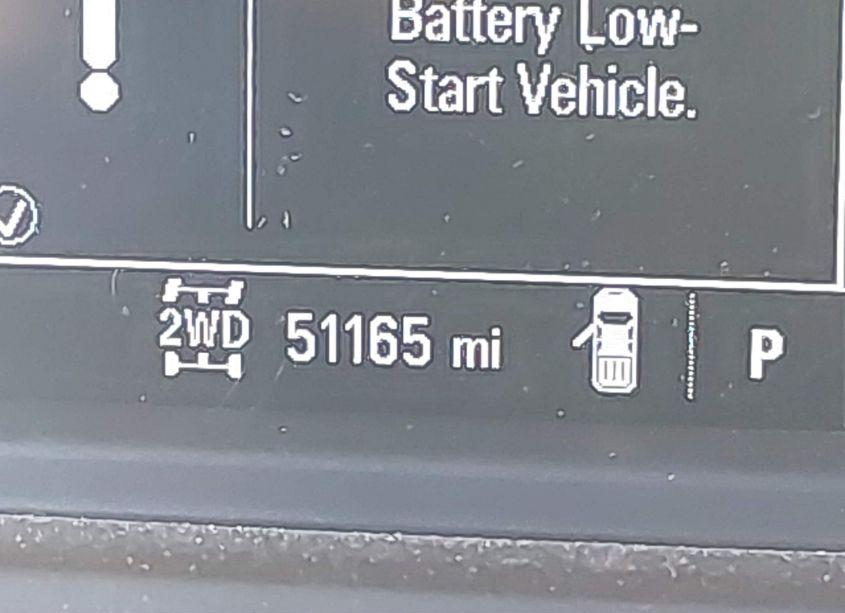 Battery Low-
Start Vehicle.
2WD 51165 mi P